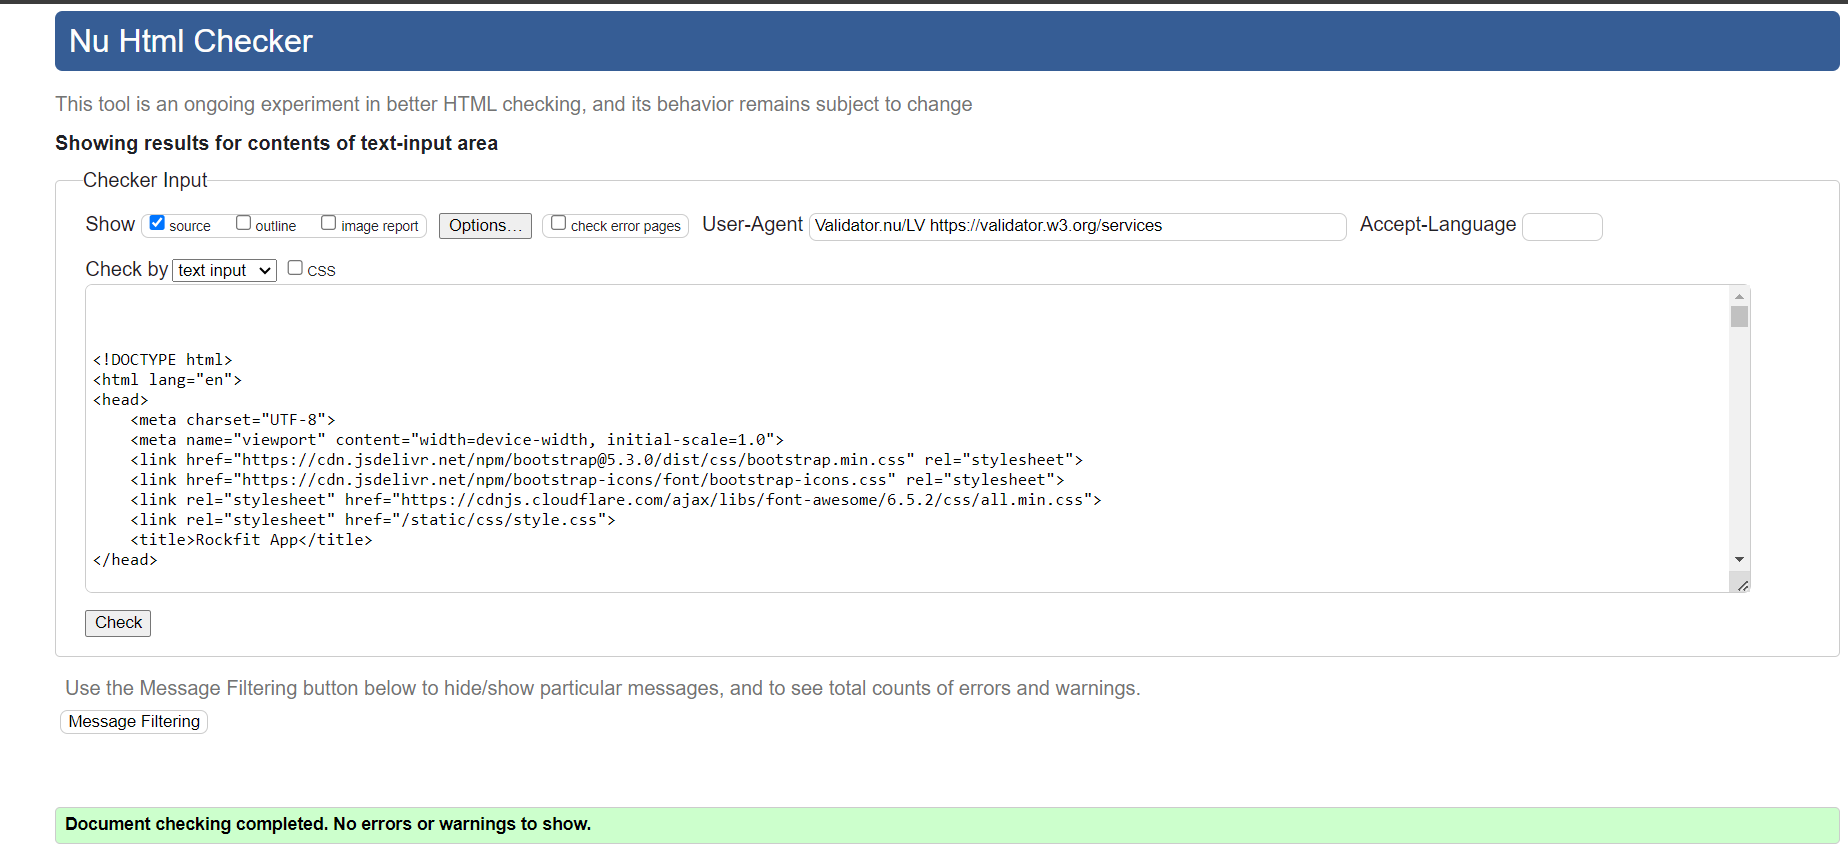 Nu Html Checker
This tool is an ongoing experiment in better HTML checking, and its behavior remains subject to change
Showing results for contents of text-input area
Checker Input
Show source outline image report Options... check error pages User-Agent Validator.nu/LV https://validator.w3.org/services Accept-Language
Check by text input CSS
<!DOCTYPE html>
<html lang="en">
<head>
    <meta charset="UTF-8">
    <meta name="viewport" content="width=device-width, initial-scale=1.0">
    <link href="https://cdn.jsdelivr.net/npm/bootstrap@5.3.0/dist/css/bootstrap.min.css" rel="stylesheet">
    <link href="https://cdn.jsdelivr.net/npm/bootstrap-icons/font/bootstrap-icons.css" rel="stylesheet">
    <link rel="stylesheet" href="https://cdnjs.cloudflare.com/ajax/libs/font-awesome/6.5.2/css/all.min.css">
    <link rel="stylesheet" href="/static/css/style.css">
    <title>Rockfit App</title>
</head>
Check
Use the Message Filtering button below to hide/show particular messages, and to see total counts of errors and warnings.
Message Filtering
Document checking completed. No errors or warnings to show.